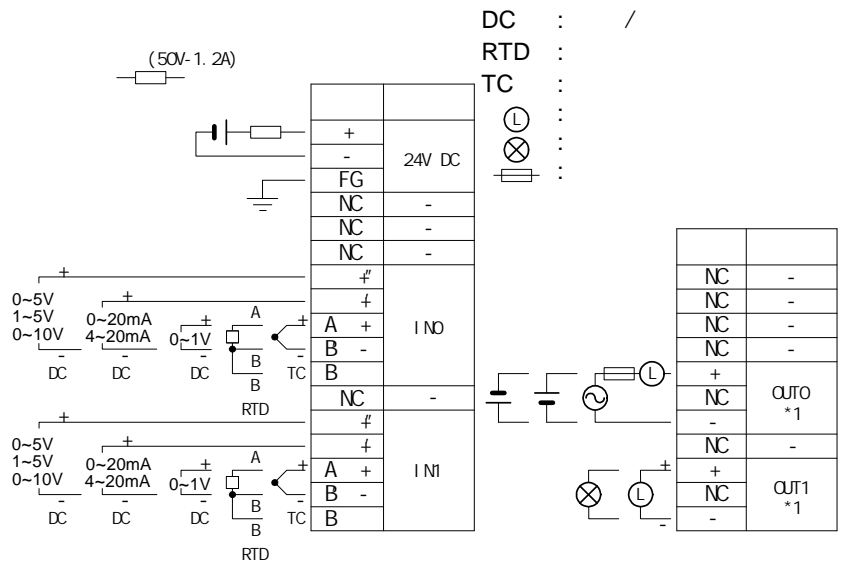 DC : /
RTD :
TC :
L :
:
:
(50V-1.2A)
+
- 24V DC
FG
NC -
NC -
NC -
+"
+'
A + IN0
B -
B
NC -
+"
+'
A + IN1
B -
B
+
0~5V
1~5V
0~10V
-
DC
+
0~20mA
4~20mA
-
DC
+
0~1V
-
DC
A
B
B
RTD
+
-
TC
+
0~5V
1~5V
0~10V
-
DC
+
0~20mA
4~20mA
-
DC
+
0~1V
-
DC
A
B
B
RTD
+
-
TC
NC -
NC -
NC -
NC -
L
+
NC OUT0 *1
-
NC -
+
L
+
NC OUT1 *1
-
-